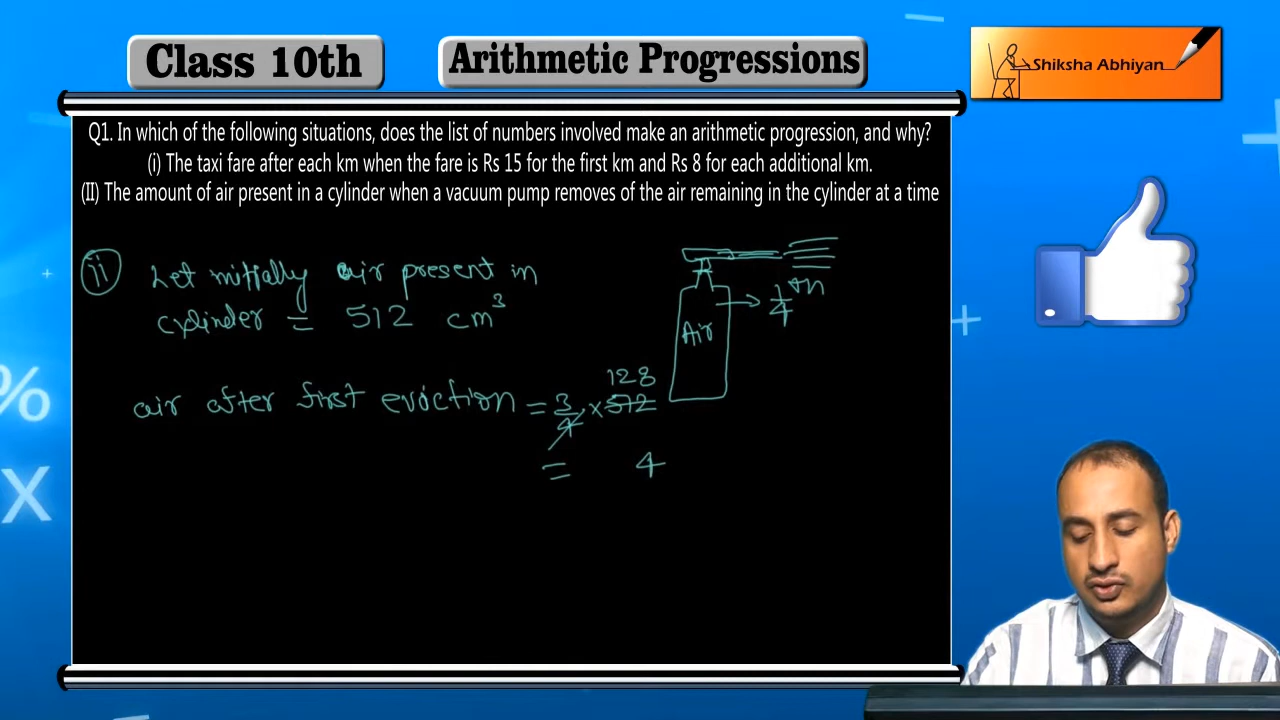 Class 10th
Arithmetic Progressions
Shiksha Abhiyan
Q1. In which of the following situations, does the list of numbers involved make an arithmetic progression, and why?
(i) The taxi fare after each km when the fare is Rs 15 for the first km and Rs 8 for each additional km.
(II) The amount of air present in a cylinder when a vacuum pump removes of the air remaining in the cylinder at a time
(ii) Let initially air present in
cylinder = 512 cm³
Air
→ 1/4 th
128
air after first eviction = 3/4 × 512
= 4
%
X